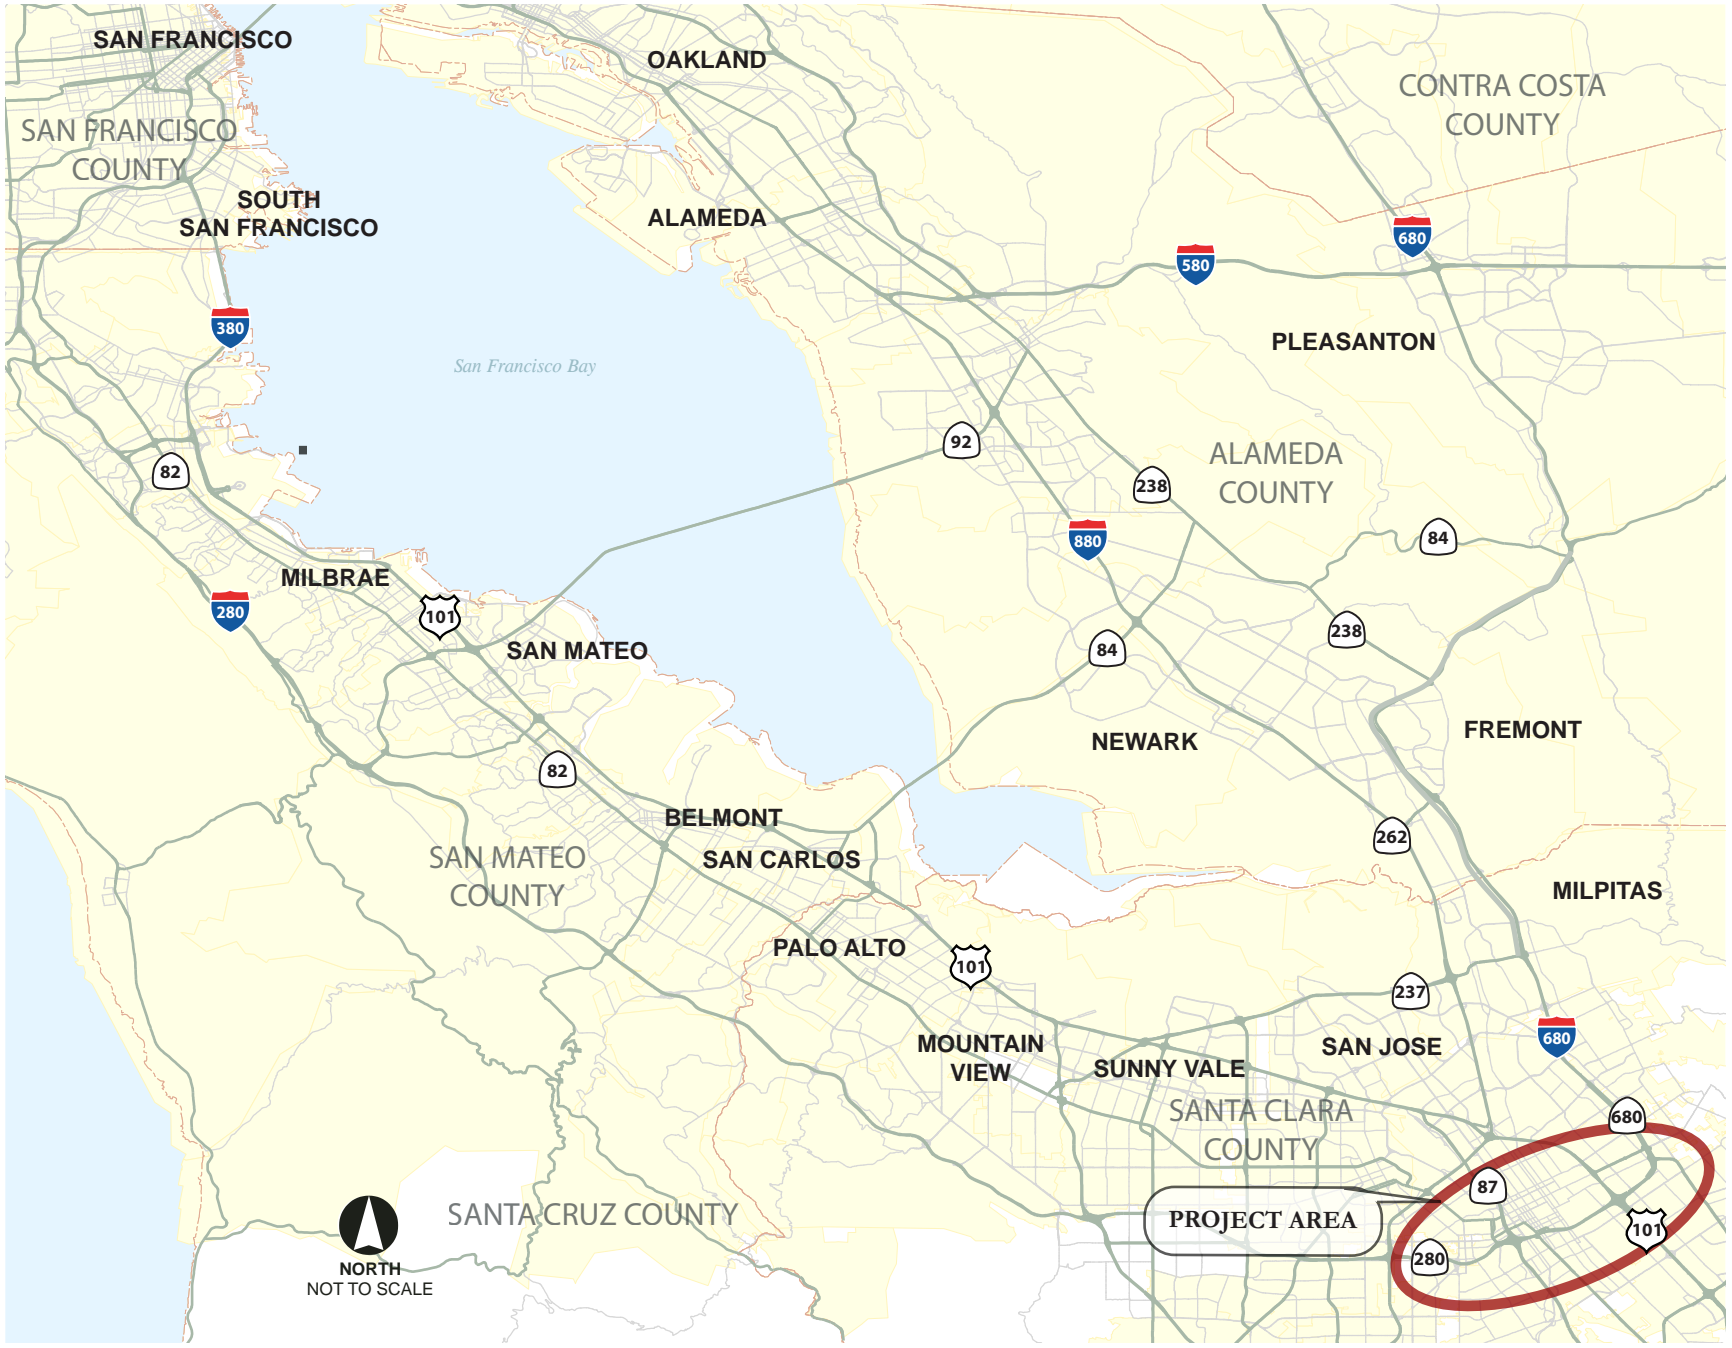 SAN FRANCISCO
OAKLAND
CONTRA COSTA
COUNTY
SAN FRANCISCO
COUNTY
SOUTH
SAN FRANCISCO
ALAMEDA
680
580
380
PLEASANTON
San Francisco Bay
92
82
ALAMEDA
COUNTY
238
880
84
MILBRAE
280
101
SAN MATEO
84
238
NEWARK
FREMONT
82
BELMONT
262
SAN CARLOS
SAN MATEO
COUNTY
MILPITAS
PALO ALTO
101
237
MOUNTAIN
VIEW
SUNNY VALE
SAN JOSE
680
SANTA CLARA
COUNTY
680
87
SANTA CRUZ COUNTY
PROJECT AREA
101
280
NORTH
NOT TO SCALE